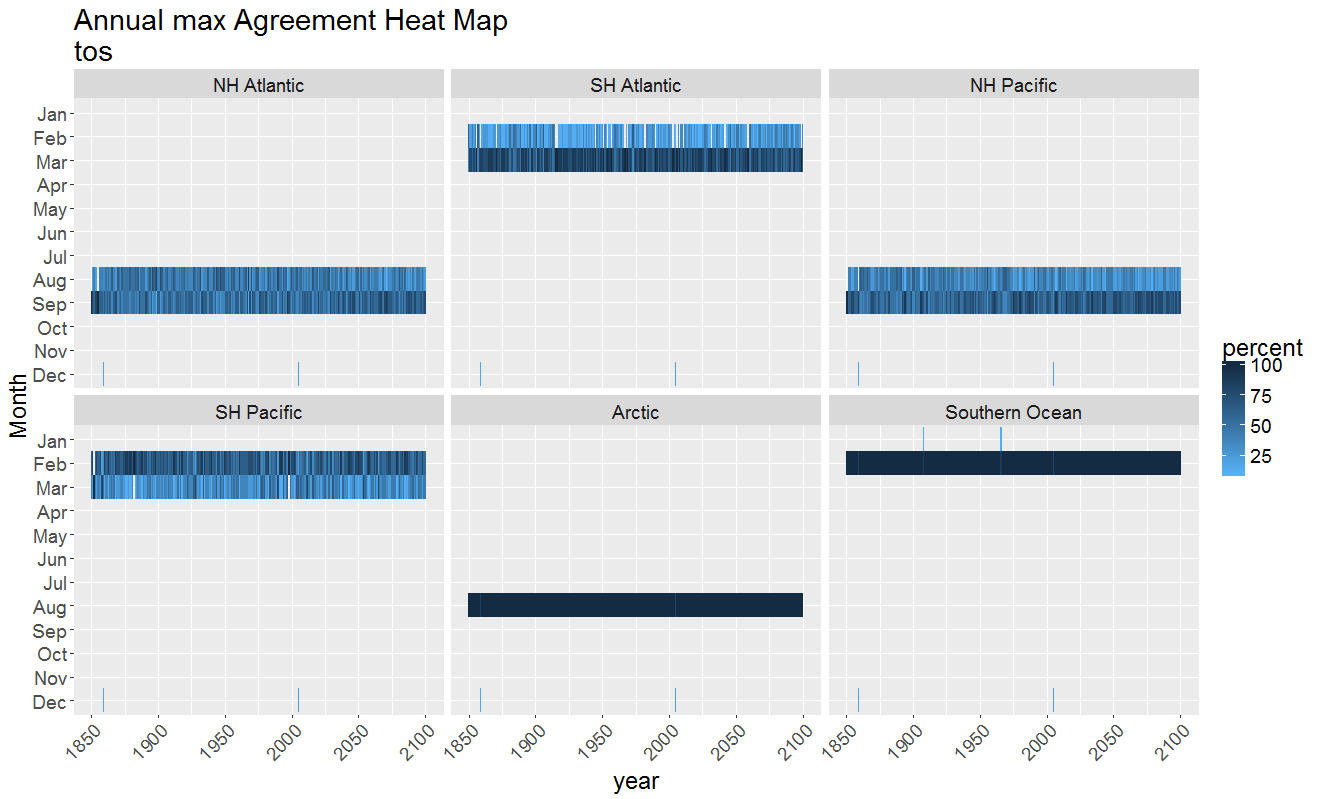 Annual max Agreement Heat Map
tos
NH Atlantic
SH Atlantic
NH Pacific
Jan
Feb
Mar
Apr
May
Jun
Jul
Aug
Sep
Oct
Nov
Dec
SH Pacific
Arctic
Southern Ocean
Jan
Feb
Mar
Apr
May
Jun
Jul
Aug
Sep
Oct
Nov
Dec
Month
1850 1900 1950 2000 2050 2100
1850 1900 1950 2000 2050 2100
1850 1900 1950 2000 2050 2100
year
percent
100
75
50
25